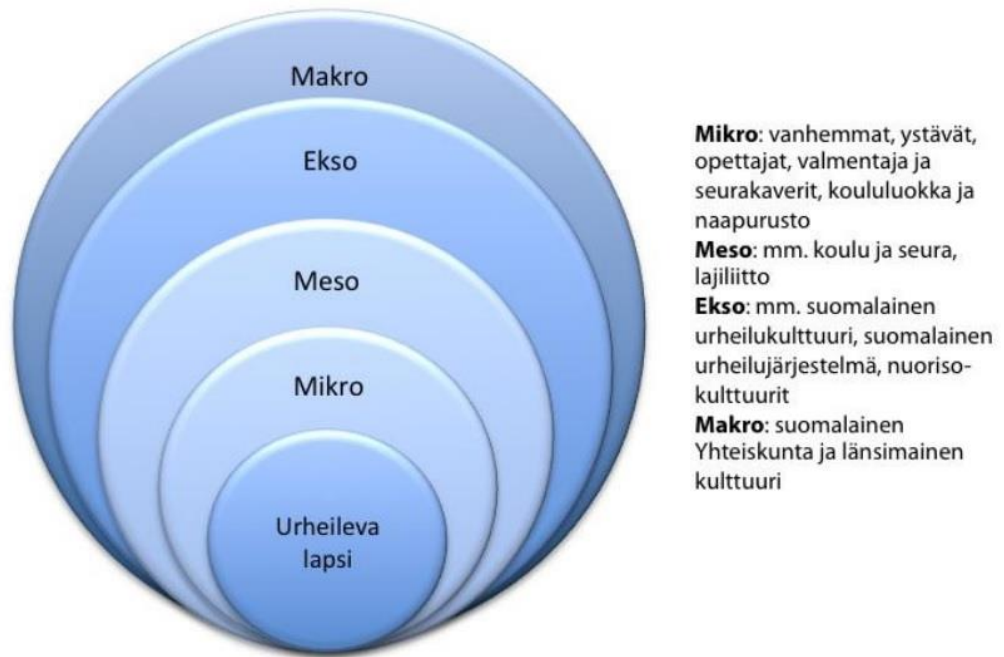 Makro
Ekso
Meso
Mikro
Urheileva
lapsi
Mikro: vanhemmat, ystävät,
opettajat, valmentaja ja
seurakaverit, koululuokka ja
naapurusto
Meso: mm. koulu ja seura,
lajiliitto
Ekso: mm. suomalainen
urheilukulttuuri, suomalainen
urheilujärjestelmä, nuoriso-
kulttuurit
Makro: suomalainen
Yhteiskunta ja länsimainen
kulttuuri